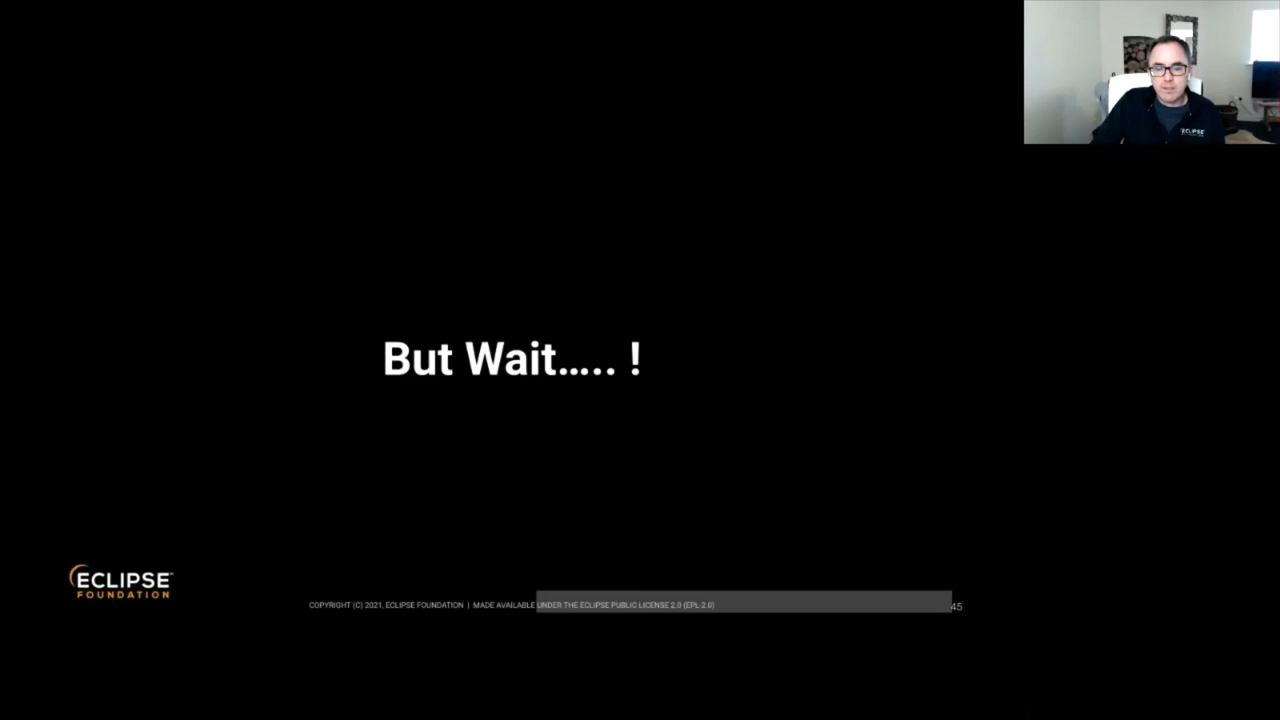 ECLIPSE
But Wait….. !
ECLIPSE™
FOUNDATION
COPYRIGHT (C) 2021, ECLIPSE FOUNDATION | MADE AVAILABLE UNDER THE ECLIPSE PUBLIC LICENSE 2.0 (EPL-2.0)
45